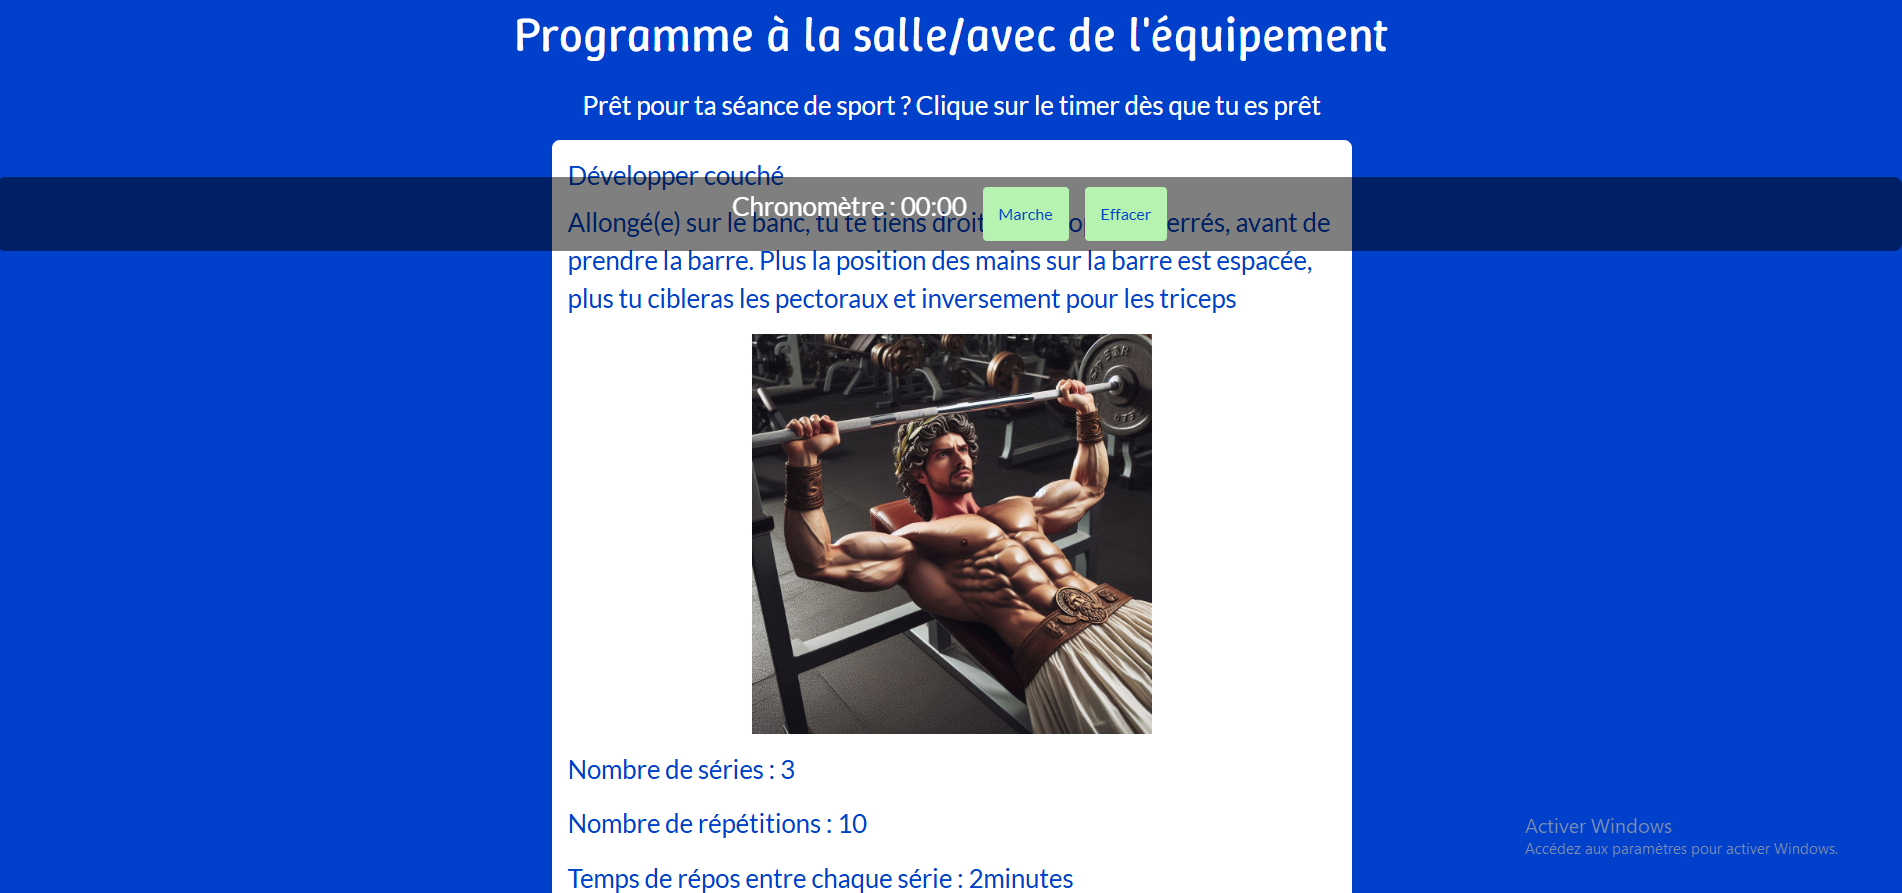 Programme à la salle/avec de l'équipement
Prêt pour ta séance de sport ? Clique sur le timer dès que tu es prêt
Développer couché
Chronomètre : 00:00 Marche Effacer
Allongé(e) sur le banc, tu te tiens droit errés, avant de
prendre la barre. Plus la position des mains sur la barre est espacée,
plus tu cibleras les pectoraux et inversement pour les triceps
Nombre de séries : 3
Nombre de répétitions : 10
Temps de répos entre chaque série : 2minutes
Activer Windows
Accédez aux paramètres pour activer Windows.